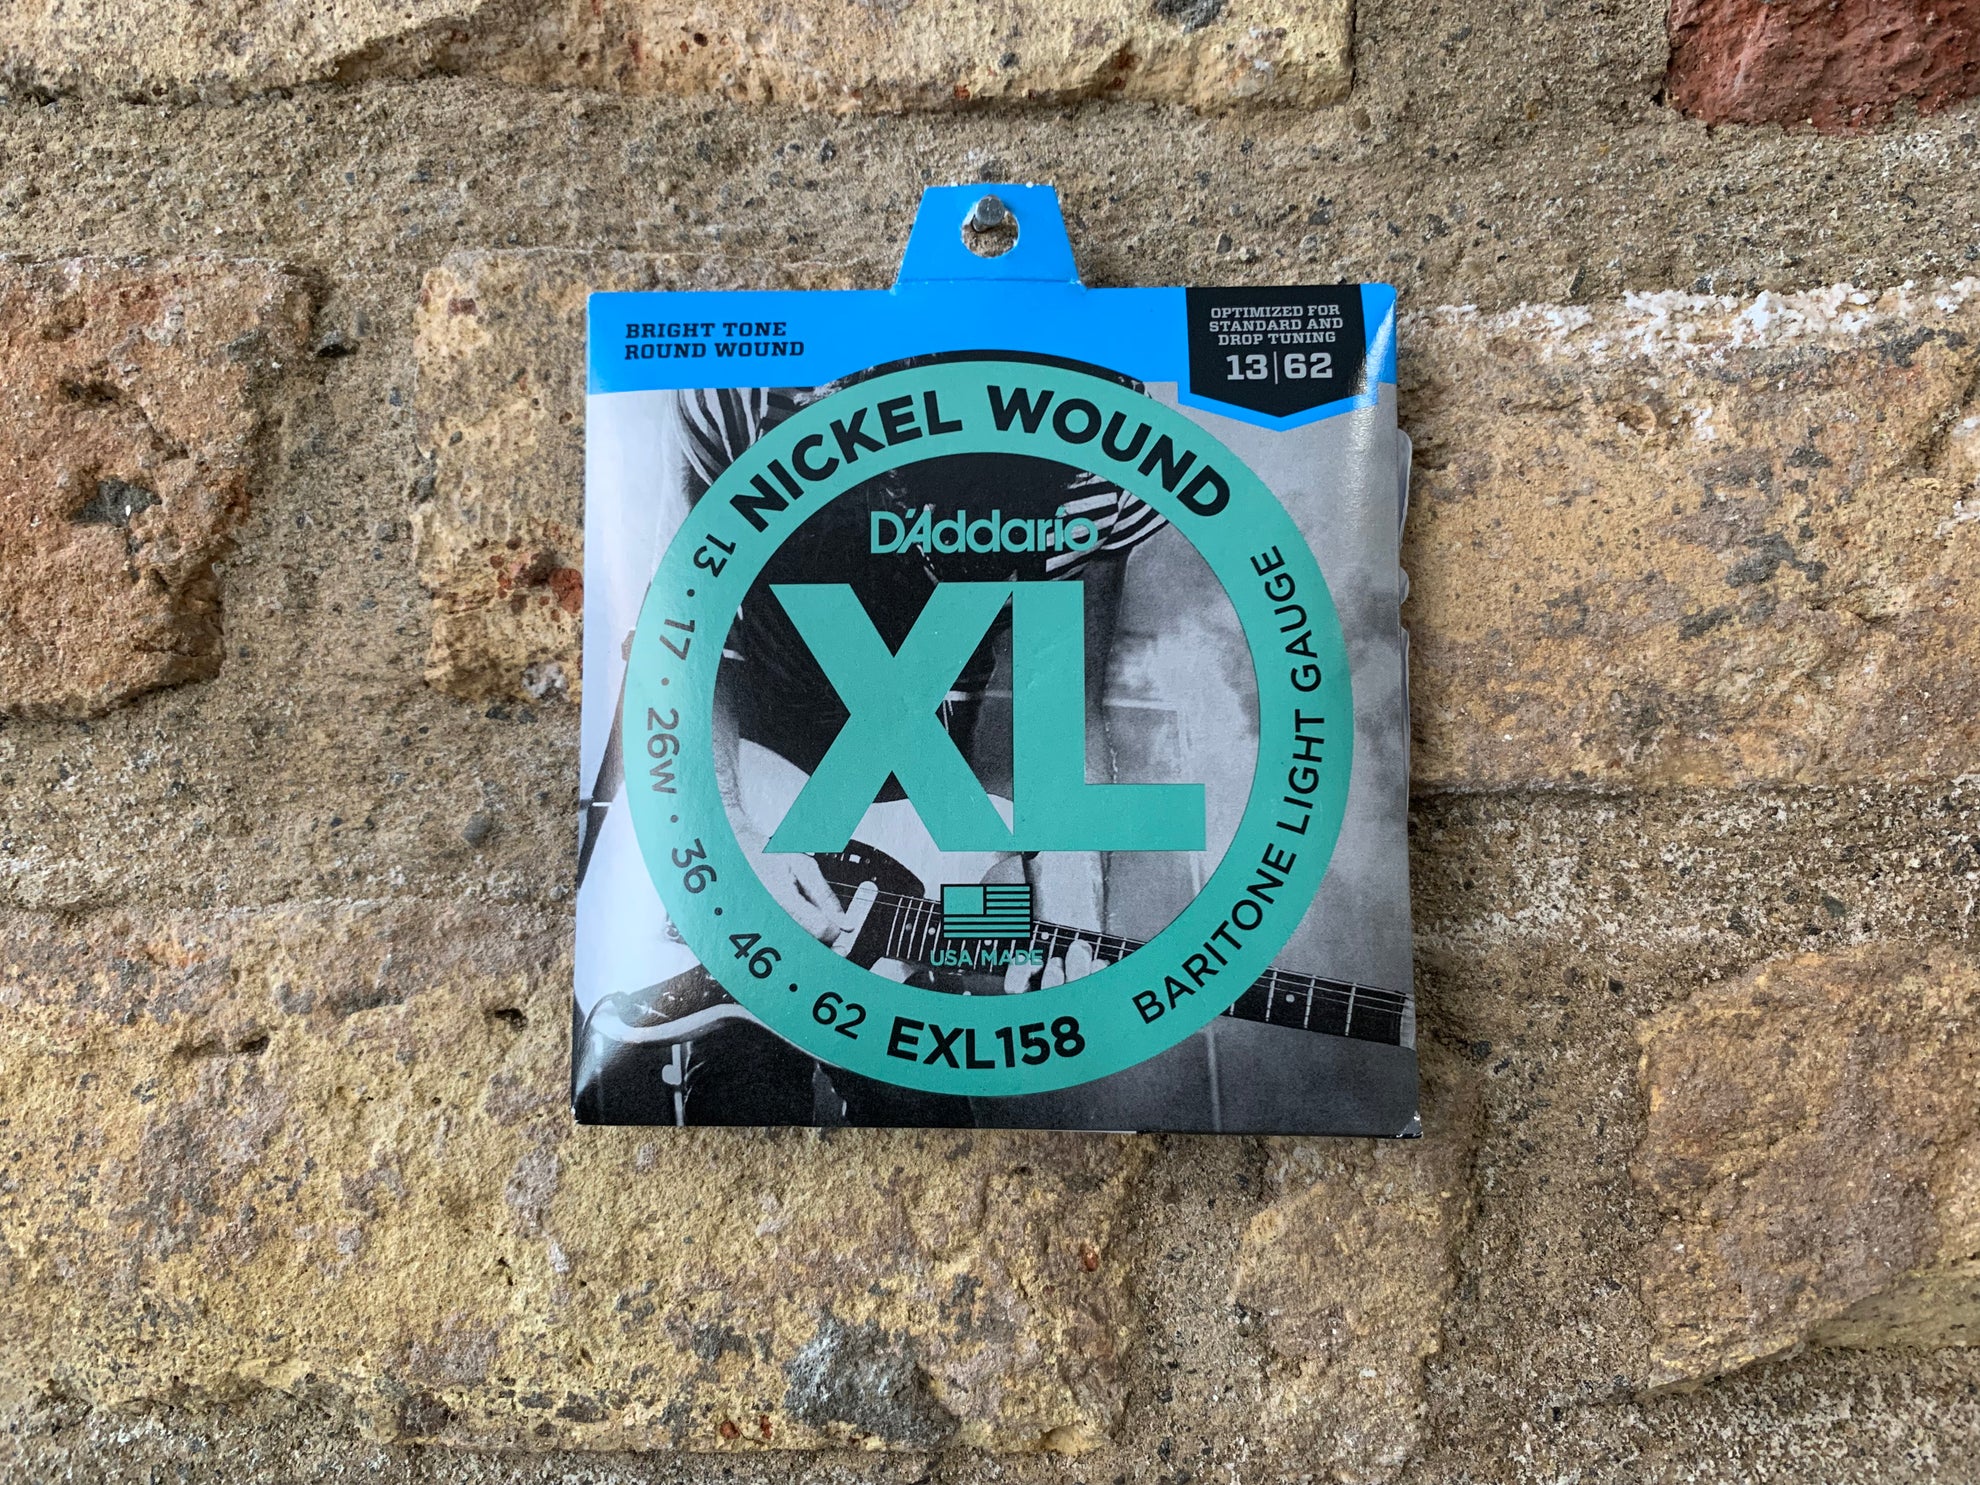 BRIGHT TONE
ROUND WOUND
OPTIMIZED FOR
STANDARD AND
DROP TUNING
13|62
NICKEL WOUND
D'Addario
XL
USA MADE
13 · 17 · 26w · 36 · 46 · 62
EXL158
BARITONE LIGHT GAUGE